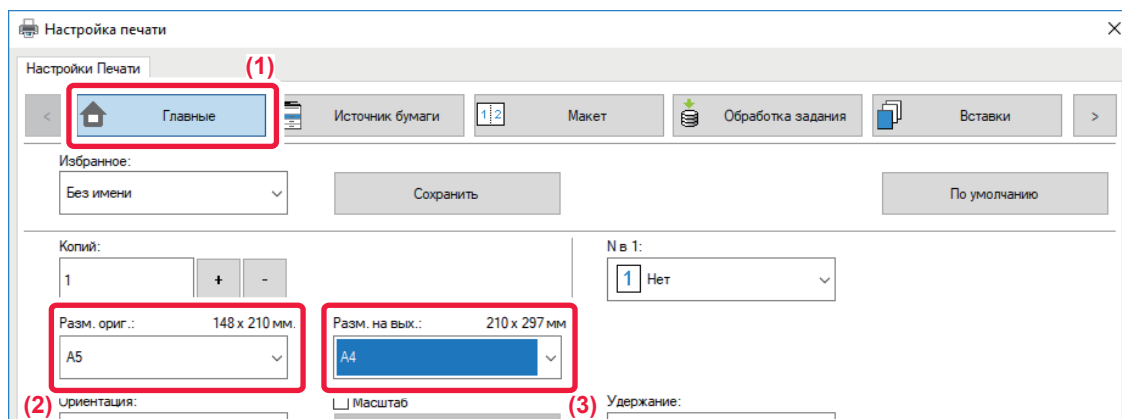 Настройка печати
Настройки Печати
(1)
< Главные Источник бумаги 1 2 Макет Обработка задания Вставки >
Избранное:
Без имени Сохранить По умолчанию
Копий: N в 1:
1 + - 1 Нет
Разм. ориг.: 148 x 210 мм. Разм. на вых.: 210 x 297 мм
A5 A4
(2) Ориентация: Масштаб (3) Удержание: